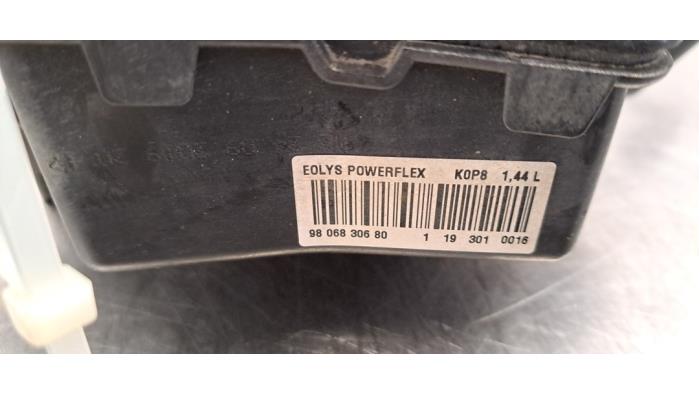 EOLYS POWERFLEX K0P8 1,44 L
98 068 306 80 1 19 301 0016